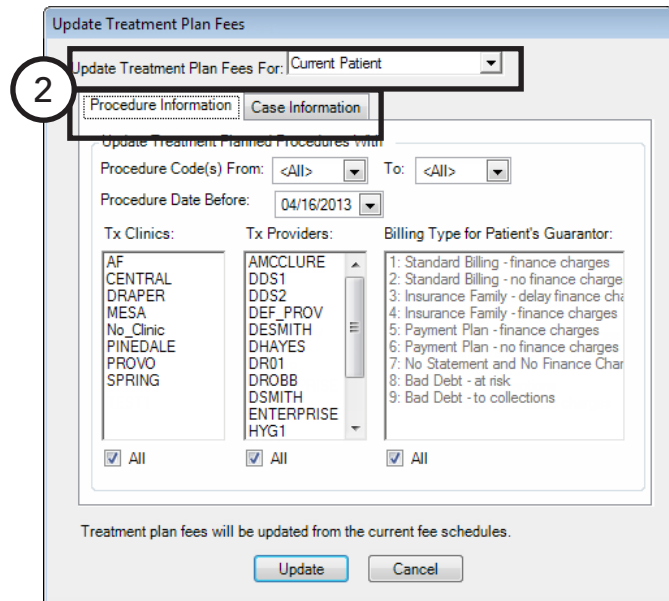 Update Treatment Plan Fees
2
Update Treatment Plan Fees For: Current Patient
Procedure Information Case Information
Update Treatment Planned Procedures With
Procedure Code(s) From: <All> To: <All>
Procedure Date Before: 04/16/2013
Tx Clinics: Tx Providers: Billing Type for Patient's Guarantor:
AF AMCCLURE 1: Standard Billing - finance charges
CENTRAL DDS1 2: Standard Billing - no finance charge
DRAPER DDS2 3: Insurance Family - delay finance cha
MESA DEF_PROV 4: Insurance Family - finance charges
No_Clinic DESMITH 5: Payment Plan - finance charges
PINEDALE DHAYES 6: Payment Plan - no finance charges
PROVO DR01 7: No Statement and No Finance Char
SPRING DROBB 8: Bad Debt - at risk
DSMITH 9: Bad Debt - to collections
ENTERPRISE
HYG1
All All All
Treatment plan fees will be updated from the current fee schedules.
Update Cancel